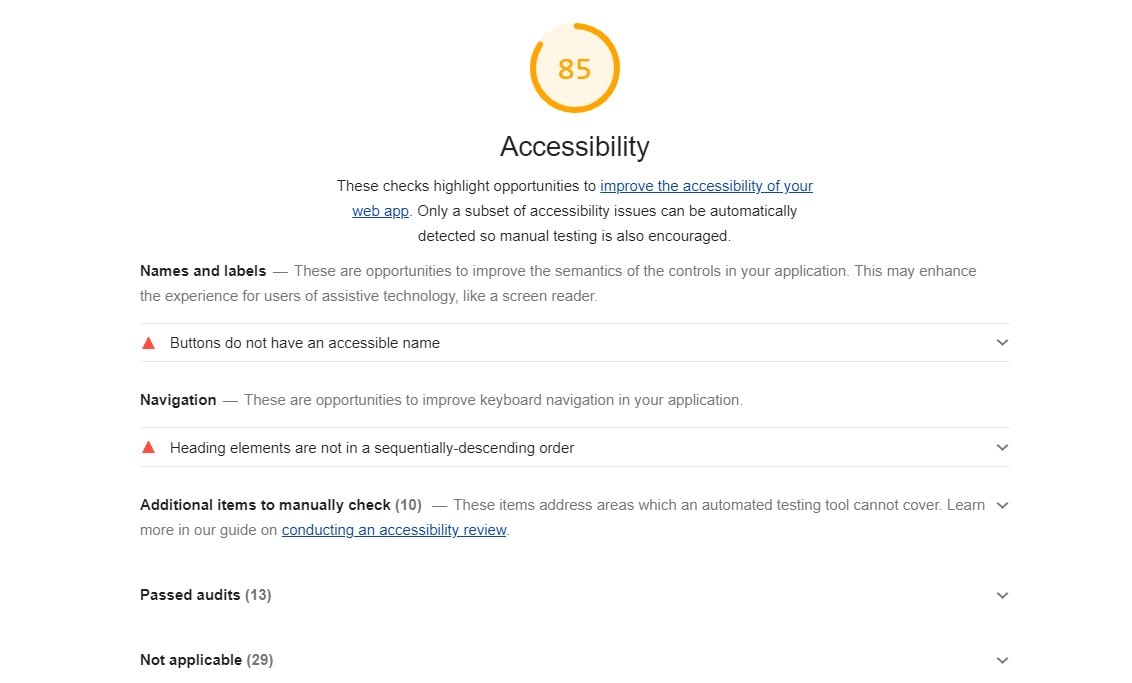 85
Accessibility
These checks highlight opportunities to improve the accessibility of your
web app. Only a subset of accessibility issues can be automatically
detected so manual testing is also encouraged.
Names and labels — These are opportunities to improve the semantics of the controls in your application. This may enhance
the experience for users of assistive technology, like a screen reader.
Buttons do not have an accessible name
Navigation — These are opportunities to improve keyboard navigation in your application.
Heading elements are not in a sequentially-descending order
Additional items to manually check (10) — These items address areas which an automated testing tool cannot cover. Learn
more in our guide on conducting an accessibility review.
Passed audits (13)
Not applicable (29)